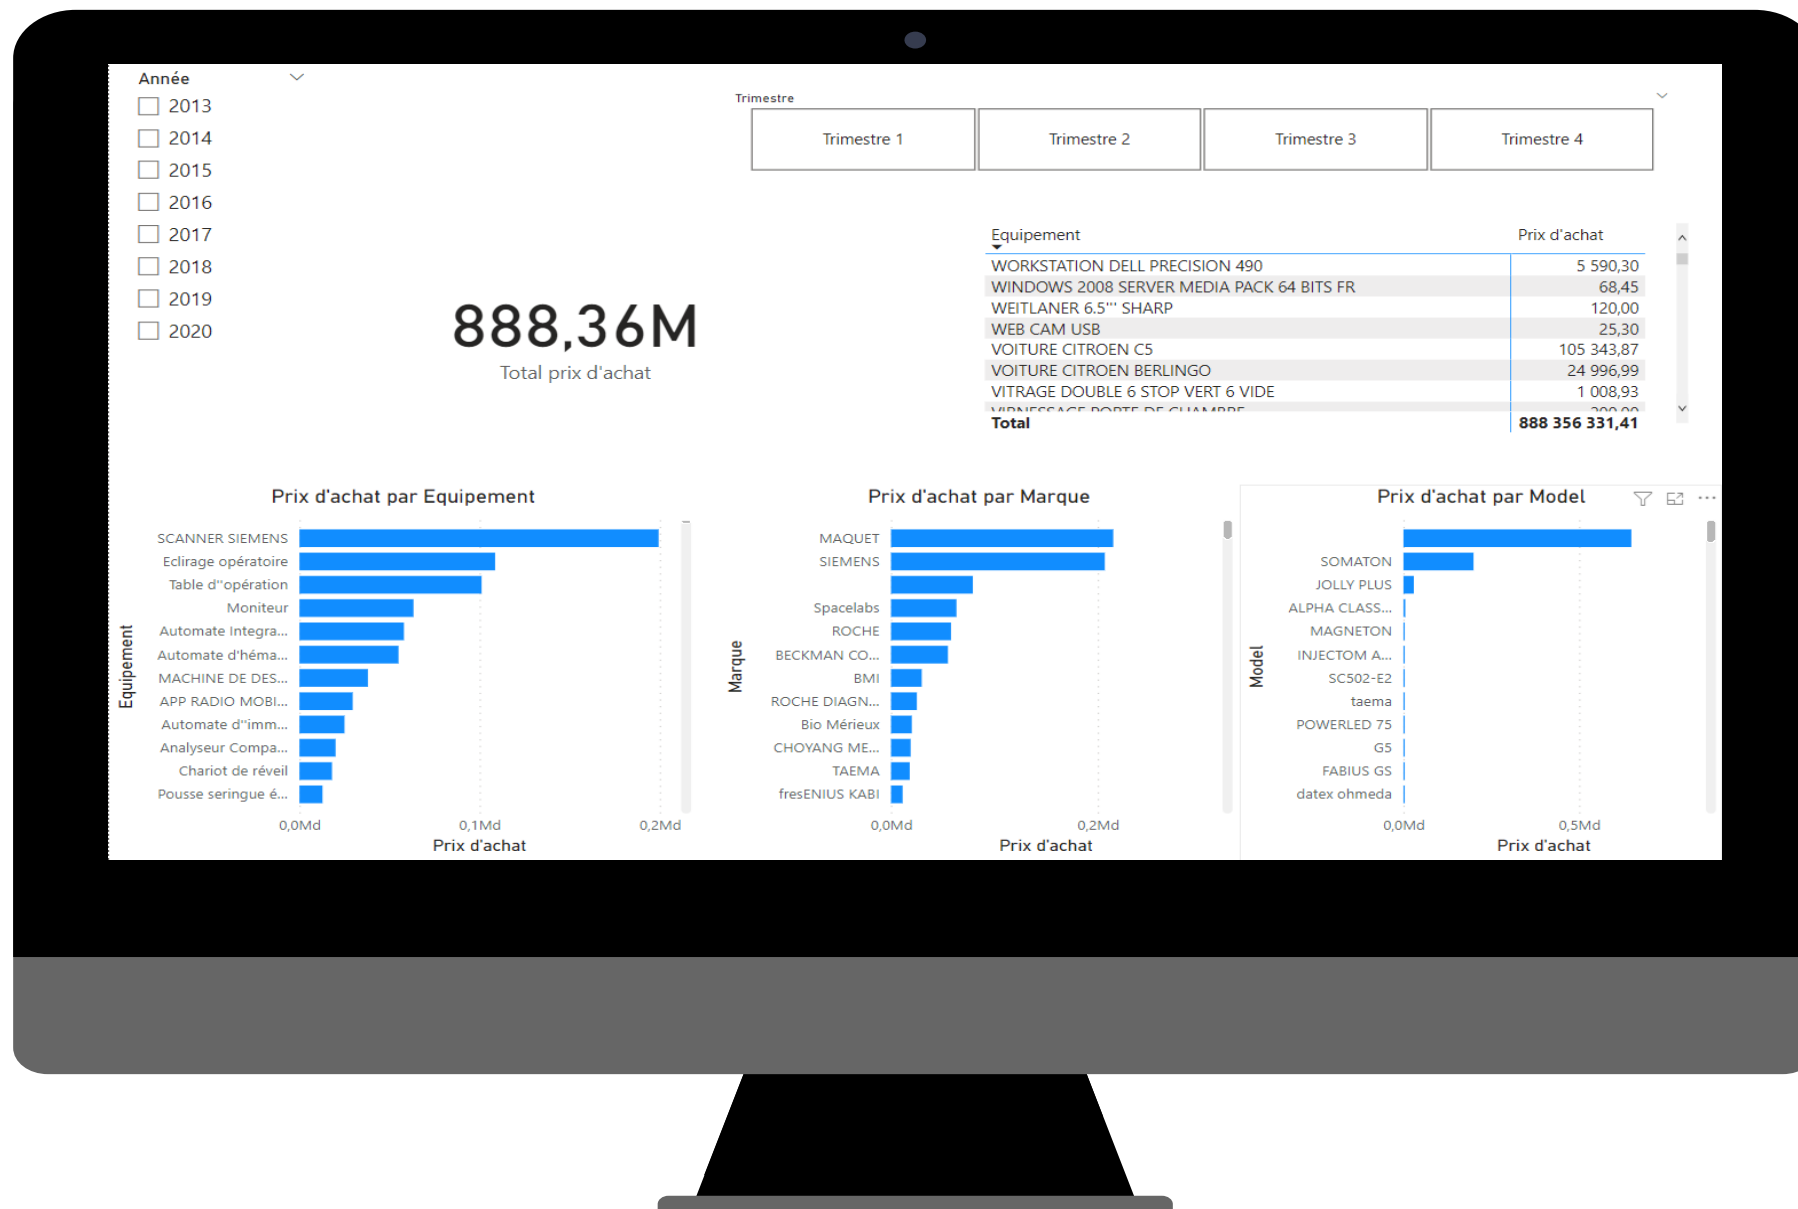 Année
2013
2014
2015
2016
2017
2018
2019
2020
Trimestre
Trimestre 1 Trimestre 2 Trimestre 3 Trimestre 4
888,36M
Total prix d'achat
Equipement Prix d'achat
WORKSTATION DELL PRECISION 490 5 590,30
WINDOWS 2008 SERVER MEDIA PACK 64 BITS FR 68,45
WEITLANER 6.5''' SHARP 120,00
WEB CAM USB 25,30
VOITURE CITROEN C5 105 343,87
VOITURE CITROEN BERLINGO 24 996,99
VITRAGE DOUBLE 6 STOP VERT 6 VIDE 1 008,93
Total 888 356 331,41
Prix d'achat par Equipement
Equipement
SCANNER SIEMENS
Eclirage opératoire
Table d''opération
Moniteur
Automate Integra...
Automate d'héma...
MACHINE DE DES...
APP RADIO MOBI...
Automate d''imm...
Analyseur Compa...
Chariot de réveil
Pousse seringue é...
0,0Md 0,1Md 0,2Md
Prix d'achat
Prix d'achat par Marque
Marque
MAQUET
SIEMENS
Spacelabs
ROCHE
BECKMAN CO...
BMI
ROCHE DIAGN...
Bio Mérieux
CHOYANG ME...
TAEMA
fresENIUS KABI
0,0Md 0,2Md
Prix d'achat
Prix d'achat par Model
Model
SOMATON
JOLLY PLUS
ALPHA CLASS...
MAGNETON
INJECTOM A...
SC502-E2
taema
POWERLED 75
G5
FABIUS GS
datex ohmeda
0,0Md 0,5Md
Prix d'achat